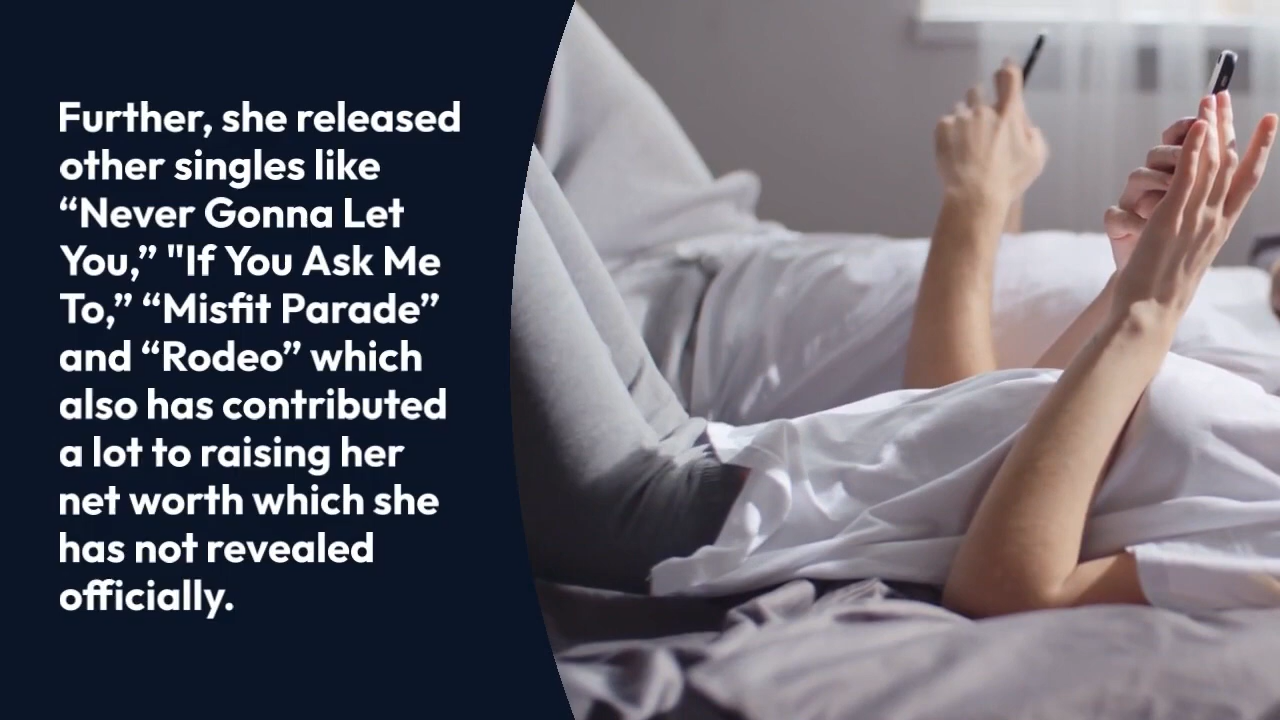 Further, she released
other singles like
“Never Gonna Let
You,” "If You Ask Me
To,” “Misfit Parade”
and “Rodeo” which
also has contributed
a lot to raising her
net worth which she
has not revealed
officially.